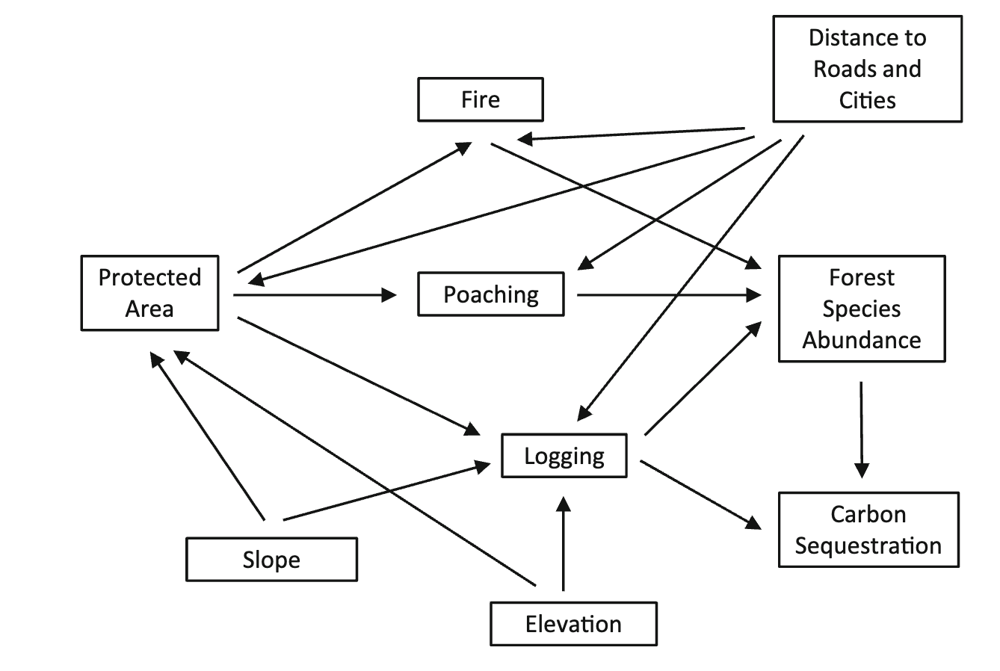 Distance to
Roads and
Cities
Fire
Protected
Area
Poaching
Forest
Species
Abundance
Logging
Slope
Carbon
Sequestration
Elevation